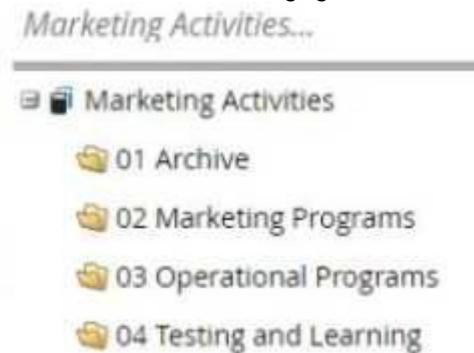 Marketing Activities...
Marketing Activities
01 Archive
02 Marketing Programs
03 Operational Programs
04 Testing and Learning